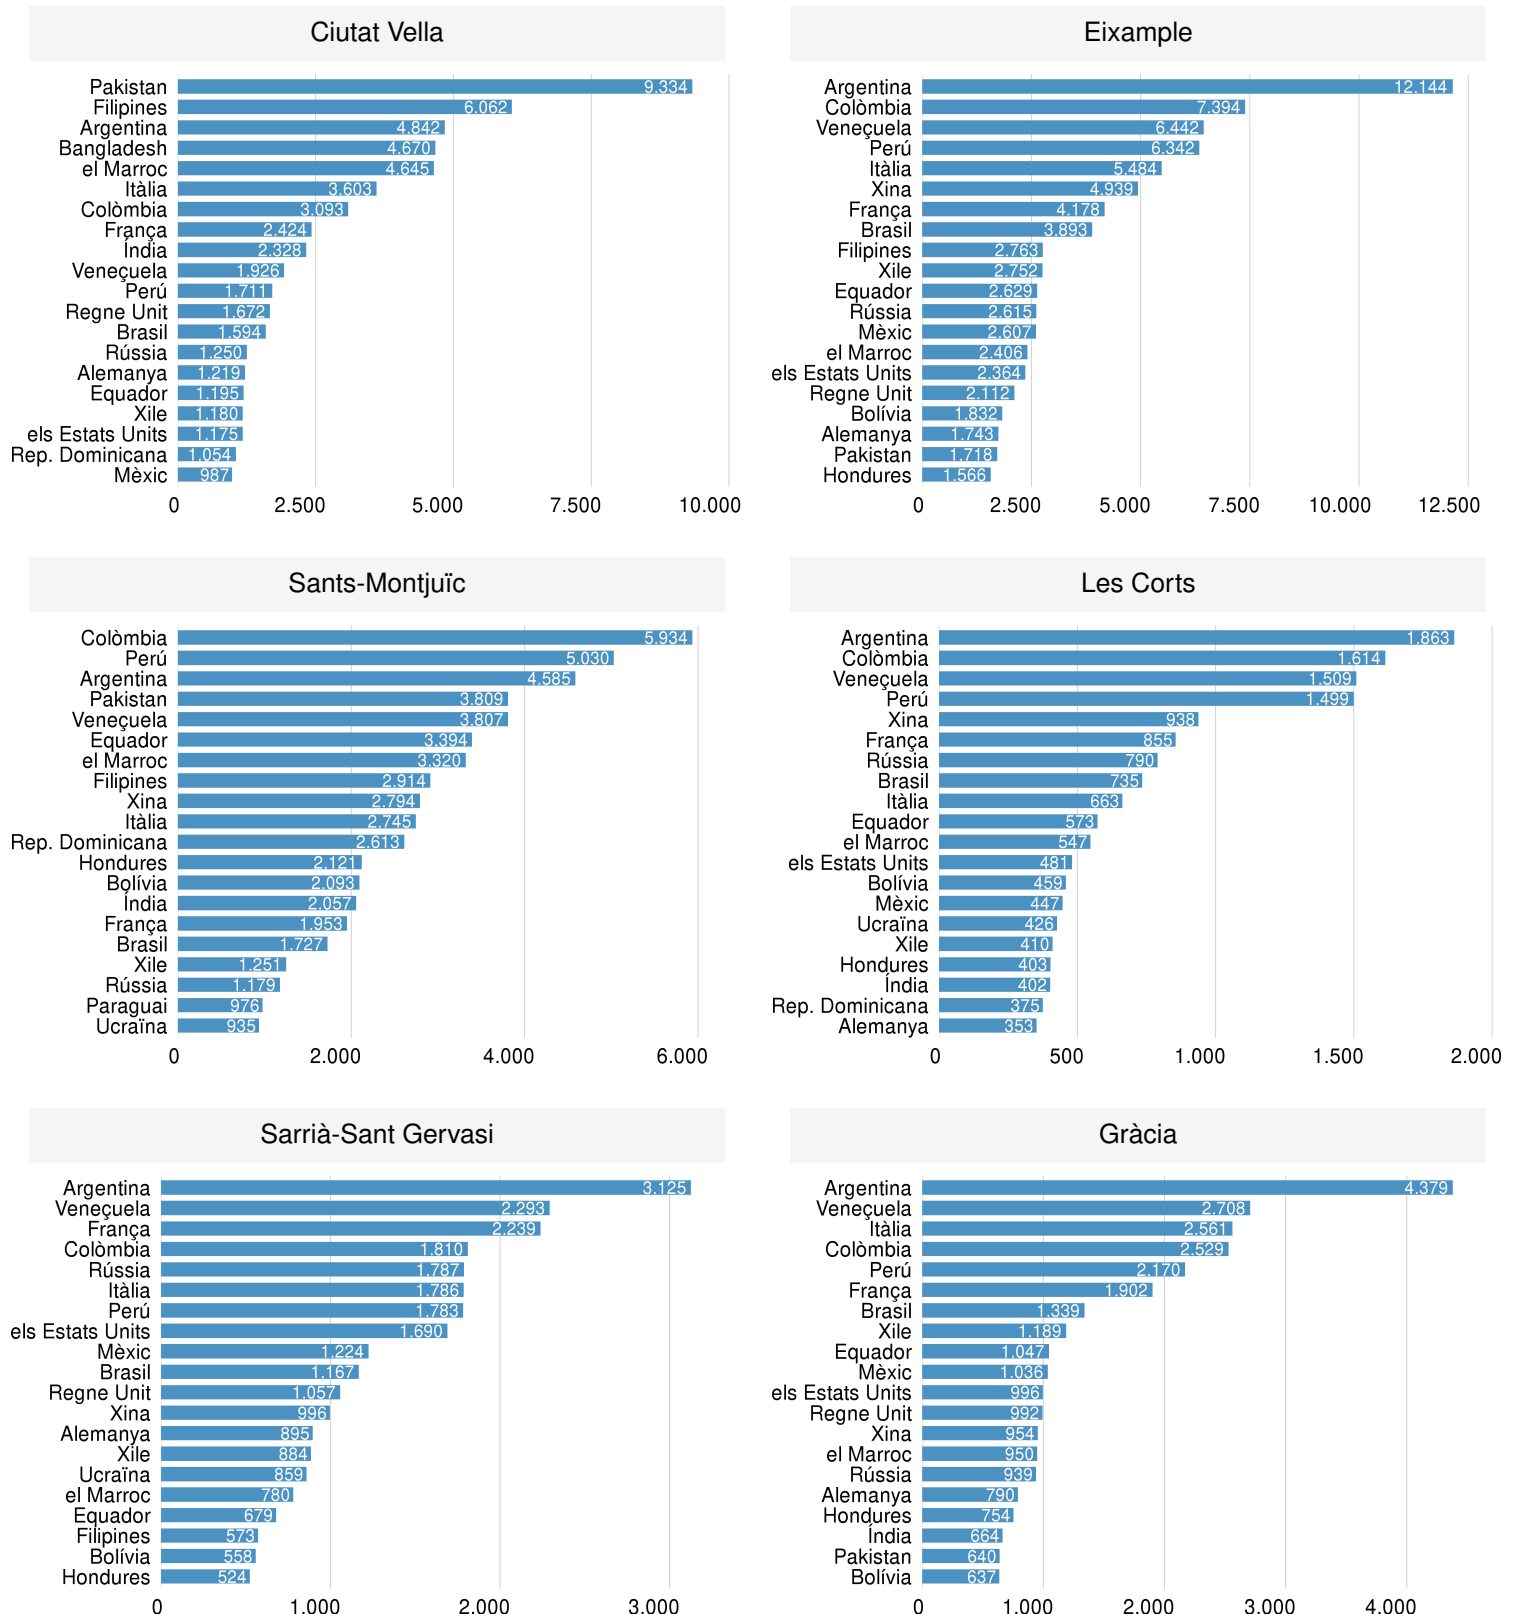 Ciutat Vella
Pakistan 9.334
Filipines 6.062
Argentina 4.842
Bangladesh 4.670
el Marroc 4.645
Itàlia 3.603
Colòmbia 3.093
França 2.424
Índia 2.328
Veneçuela 1.926
Perú 1.711
Regne Unit 1.672
Brasil 1.594
Rússia 1.250
Alemanya 1.219
Equador 1.195
Xile 1.180
els Estats Units 1.175
Rep. Dominicana 1.054
Mèxic 987
0 2.500 5.000 7.500 10.000
Eixample
Argentina 12.144
Colòmbia 7.394
Veneçuela 6.442
Perú 6.342
Itàlia 5.484
Xina 4.939
França 4.178
Brasil 3.893
Filipines 2.763
Xile 2.752
Equador 2.629
Rússia 2.615
Mèxic 2.607
el Marroc 2.406
els Estats Units 2.364
Regne Unit 2.112
Bolívia 1.832
Alemanya 1.743
Pakistan 1.718
Hondures 1.566
0 2.500 5.000 7.500 10.000 12.500
Sants-Montjuïc
Colòmbia 5.934
Perú 5.030
Argentina 4.585
Pakistan 3.809
Veneçuela 3.807
Equador 3.394
el Marroc 3.320
Filipines 2.914
Xina 2.794
Itàlia 2.745
Rep. Dominicana 2.613
Hondures 2.121
Bolívia 2.093
Índia 2.057
França 1.953
Brasil 1.727
Xile 1.251
Rússia 1.179
Paraguai 976
Ucraïna 935
0 2.000 4.000 6.000
Les Corts
Argentina 1.863
Colòmbia 1.614
Veneçuela 1.509
Perú 1.499
Xina 938
França 855
Rússia 790
Brasil 735
Itàlia 663
Equador 573
el Marroc 547
els Estats Units 481
Bolívia 459
Mèxic 447
Ucraïna 426
Xile 410
Hondures 403
Índia 402
Rep. Dominicana 375
Alemanya 353
0 500 1.000 1.500 2.000
Sarrià-Sant Gervasi
Argentina 3.125
Veneçuela 2.293
França 2.239
Colòmbia 1.810
Rússia 1.787
Itàlia 1.786
Perú 1.783
els Estats Units 1.690
Mèxic 1.224
Brasil 1.167
Regne Unit 1.057
Xina 996
Alemanya 895
Xile 884
Ucraïna 859
el Marroc 780
Equador 679
Filipines 573
Bolívia 558
Hondures 524
0 1.000 2.000 3.000
Gràcia
Argentina 4.379
Veneçuela 2.708
Itàlia 2.561
Colòmbia 2.529
Perú 2.170
França 1.902
Brasil 1.339
Xile 1.189
Equador 1.047
Mèxic 1.036
els Estats Units 996
Regne Unit 992
Xina 954
el Marroc 950
Rússia 939
Alemanya 790
Hondures 754
Índia 664
Pakistan 640
Bolívia 637
0 1.000 2.000 3.000 4.000